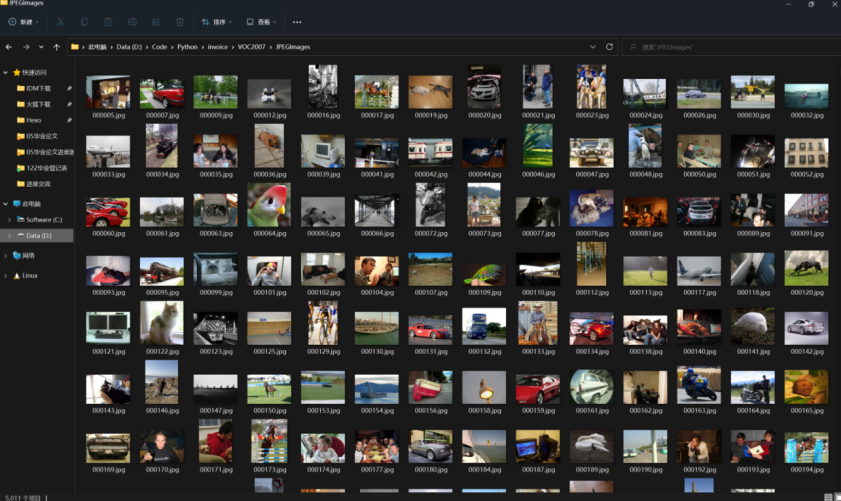 JPEGImages
新建
排序
查看
此电脑 › Data (D:) › Code › Python › invoice › VOC2007 › JPEGImages
搜索"JPEGImages"
快速访问
IDM下载
火狐下载
Hexo
05毕业论文
05毕业论文进度版
122毕业登记表
进度交流
此电脑
Software (C:)
Data (D:)
网络
Linux
000005.jpg 000007.jpg 000009.jpg 000012.jpg 000016.jpg 000017.jpg 000019.jpg 000020.jpg 000021.jpg 000023.jpg 000024.jpg 000026.jpg 000030.jpg 000032.jpg
000033.jpg 000034.jpg 000035.jpg 000036.jpg 000039.jpg 000041.jpg 000042.jpg 000044.jpg 000046.jpg 000047.jpg 000048.jpg 000050.jpg 000051.jpg 000052.jpg
000060.jpg 000061.jpg 000063.jpg 000064.jpg 000065.jpg 000066.jpg 000072.jpg 000073.jpg 000077.jpg 000078.jpg 000081.jpg 000083.jpg 000089.jpg 000091.jpg
000093.jpg 000095.jpg 000099.jpg 000101.jpg 000102.jpg 000104.jpg 000107.jpg 000109.jpg 000110.jpg 000112.jpg 000113.jpg 000117.jpg 000118.jpg 000120.jpg
000121.jpg 000122.jpg 000123.jpg 000125.jpg 000129.jpg 000130.jpg 000131.jpg 000132.jpg 000133.jpg 000134.jpg 000138.jpg 000140.jpg 000141.jpg 000142.jpg
000143.jpg 000146.jpg 000147.jpg 000150.jpg 000153.jpg 000154.jpg 000156.jpg 000158.jpg 000159.jpg 000161.jpg 000162.jpg 000163.jpg 000164.jpg 000165.jpg
000169.jpg 000170.jpg 000171.jpg 000173.jpg 000174.jpg 000177.jpg 000180.jpg 000184.jpg 000187.jpg 000189.jpg 000190.jpg 000192.jpg 000193.jpg 000194.jpg
5,011 个项目